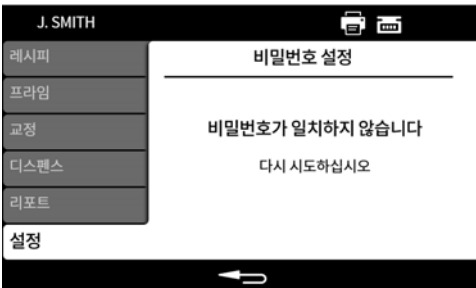 J. SMITH
레시피
비밀번호 설정
프라임
교정
비밀번호가 일치하지 않습니다
디스펜스
다시 시도하십시오
리포트
설정